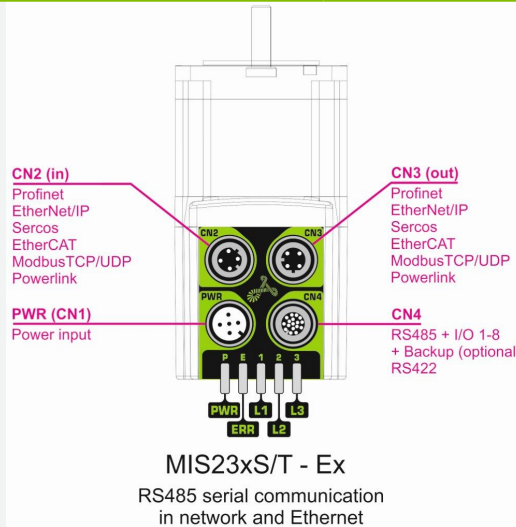 CN2 (in)
Profinet
EtherNet/IP
Sercos
EtherCAT
ModbusTCP/UDP
Powerlink
CN3 (out)
Profinet
EtherNet/IP
Sercos
EtherCAT
ModbusTCP/UDP
Powerlink
CN2
CN3
PWR (CN1)
Power input
PWR
CN4
CN4
RS485 + I/O 1-8
+ Backup (optional
RS422
P E 1 2 3
PWR L1 L3
ERR L2
MIS23xS/T - Ex
RS485 serial communication
in network and Ethernet